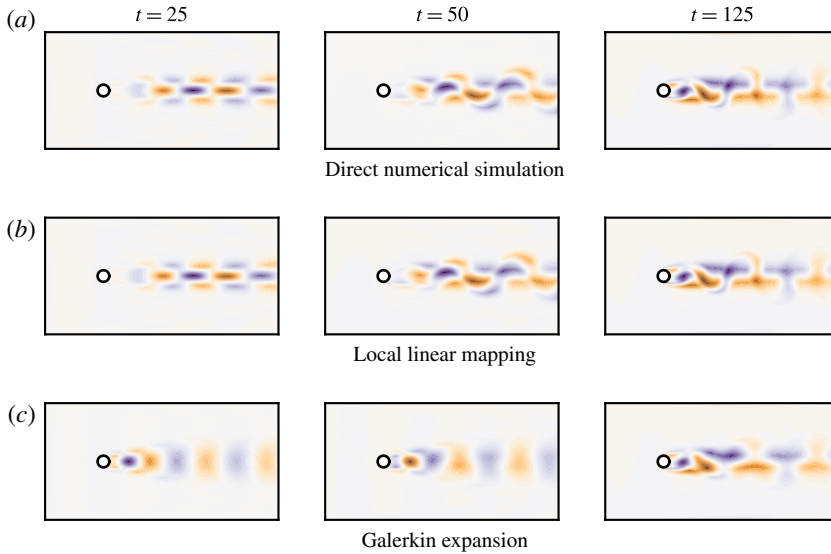 t = 25 t = 50 t = 125
(a)
Direct numerical simulation
(b)
Local linear mapping
(c)
Galerkin expansion